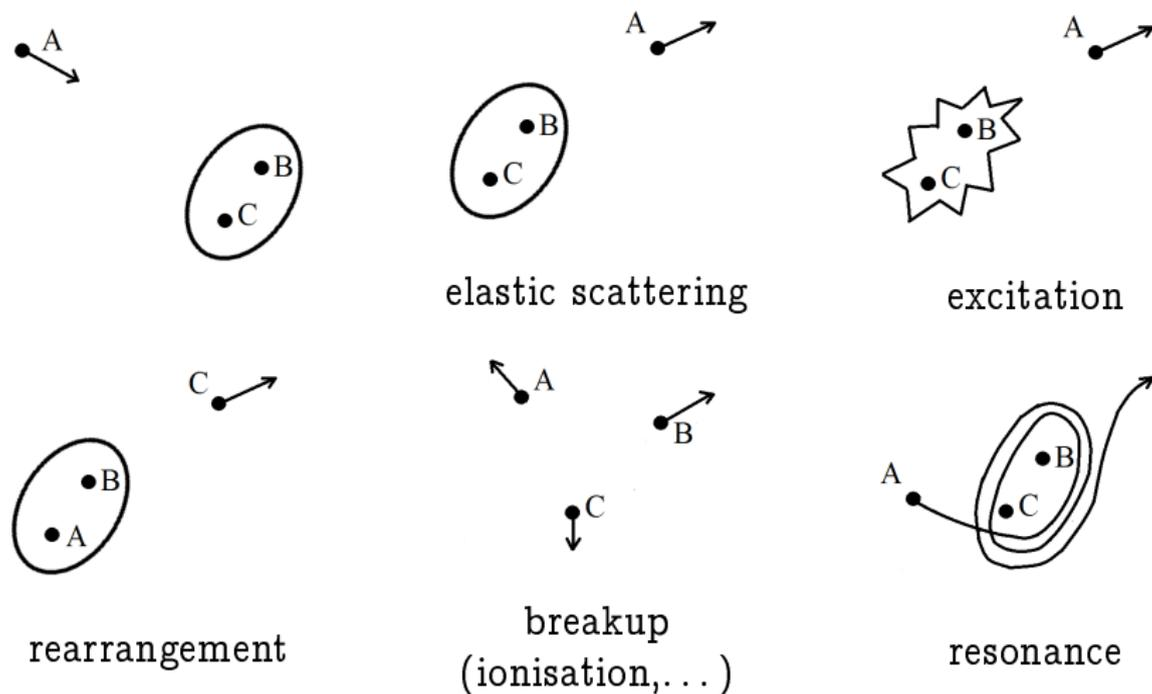 A
B
C
A
B
C
elastic scattering
A
B
C
excitation
C
B
A
rearrangement
A
B
C
breakup
(ionisation,...)
A
B
C
resonance